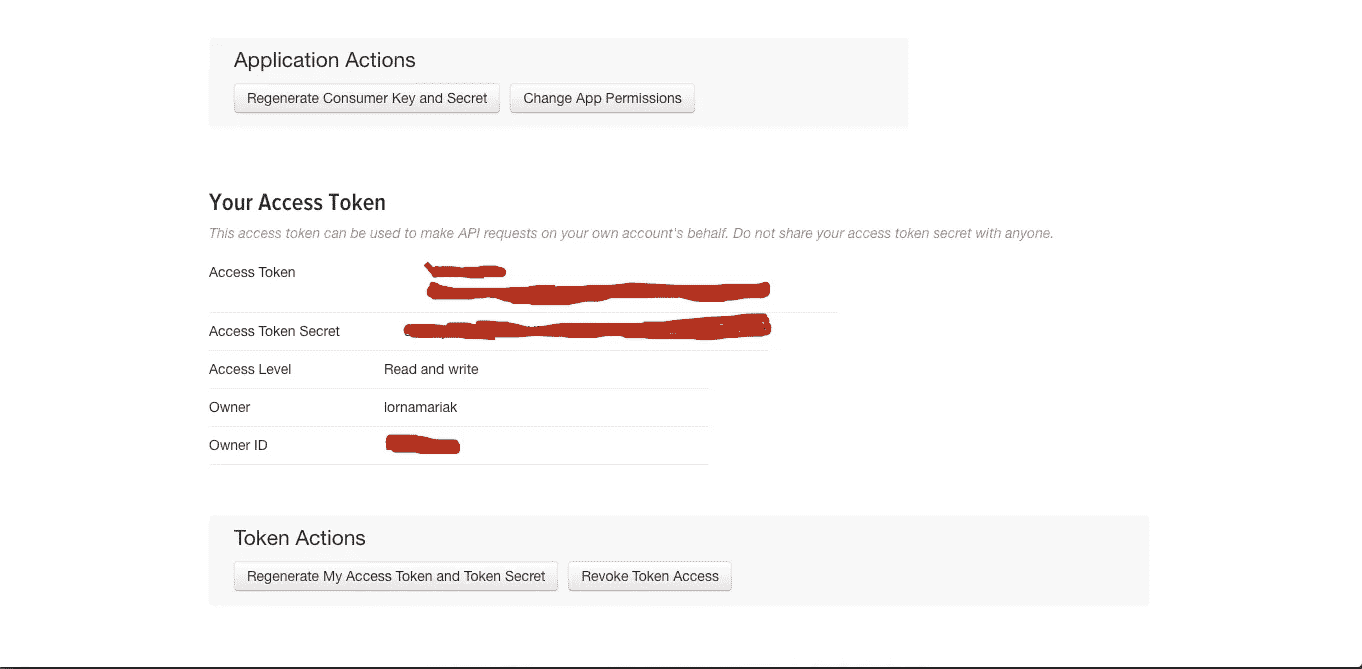 Application Actions
Regenerate Consumer Key and Secret Change App Permissions
Your Access Token
This access token can be used to make API requests on your own account's behalf. Do not share your access token secret with anyone.
Access Token
Access Token Secret
Access Level Read and write
Owner lornamariak
Owner ID
Token Actions
Regenerate My Access Token and Token Secret Revoke Token Access